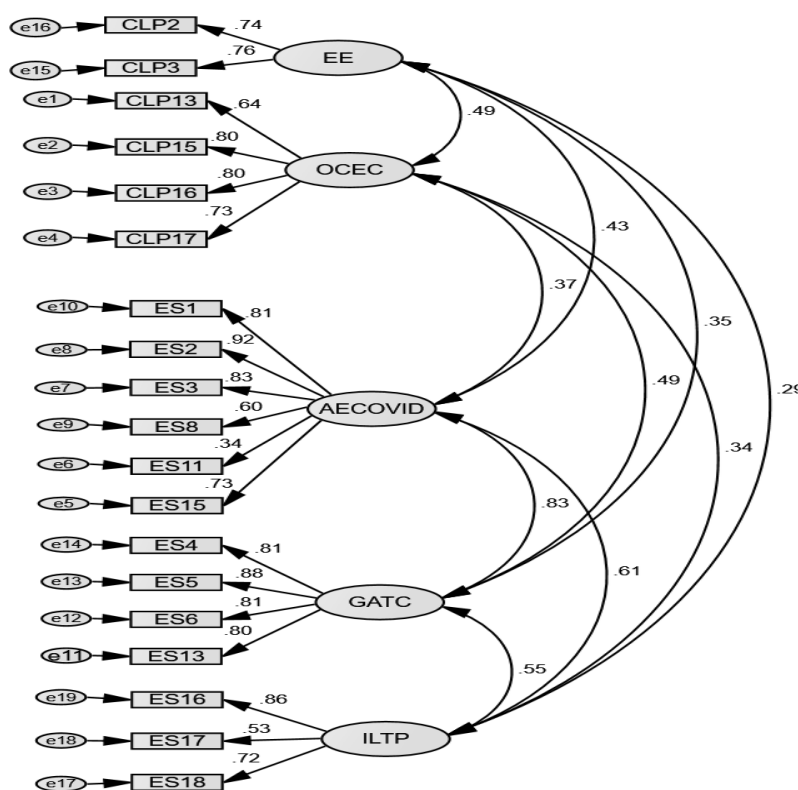 e16 CLP2 .74
EE
e15 CLP3 .76
e1 CLP13 .64
.49
e2 CLP15 .80
OCEC
e3 CLP16 .80
e4 CLP17 .73
.43
.37
e10 ES1 .81
.35
e8 ES2 .92
e7 ES3 .83
.49
.29
AECOVID
e9 ES8 .60
.34
e6 ES11 .34
e5 ES15 .73
.83
e14 ES4 .81
.61
e13 ES5 .88
GATC
e12 ES6 .81
e11 ES13 .80
.55
e19 ES16 .86
e18 ES17 .53
ILTP
e17 ES18 .72